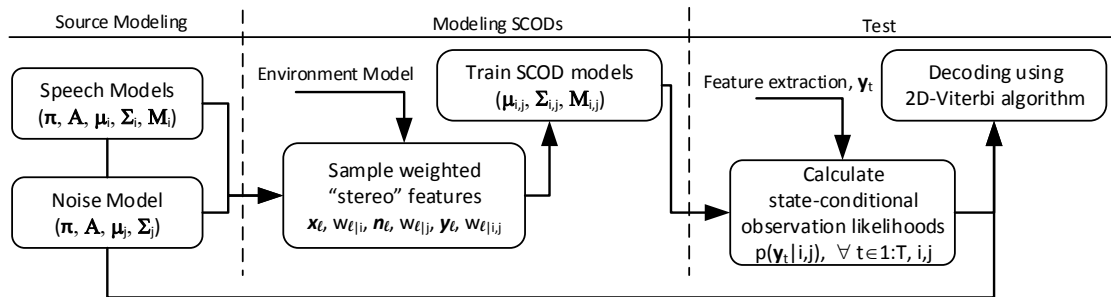 Source Modeling
Modeling SCODs
Test
Speech Models
(π, A, μi, Σi, Mi)
Noise Model
(π, A, μj, Σj)
Environment Model
Sample weighted
“stereo” features
xℓ, wℓ|i, nℓ, wℓ|j, yℓ, wℓ|i,j
Train SCOD models
(μi,j, Σi,j, Mi,j)
Feature extraction, yt
Calculate
state-conditional
observation likelihoods
p(yt|i,j), ∀ t∈1:T, i,j
Decoding using
2D-Viterbi algorithm